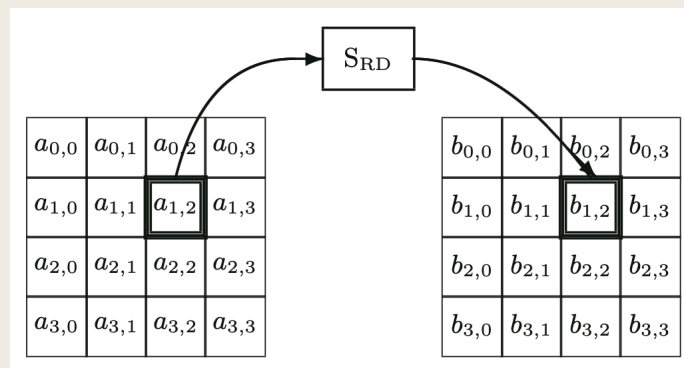 S_RD
a_0,0 a_0,1 a_0,2 a_0,3 b_0,0 b_0,1 b_0,2 b_0,3
a_1,0 a_1,1 a_1,2 a_1,3 b_1,0 b_1,1 b_1,2 b_1,3
a_2,0 a_2,1 a_2,2 a_2,3 b_2,0 b_2,1 b_2,2 b_2,3
a_3,0 a_3,1 a_3,2 a_3,3 b_3,0 b_3,1 b_3,2 b_3,3